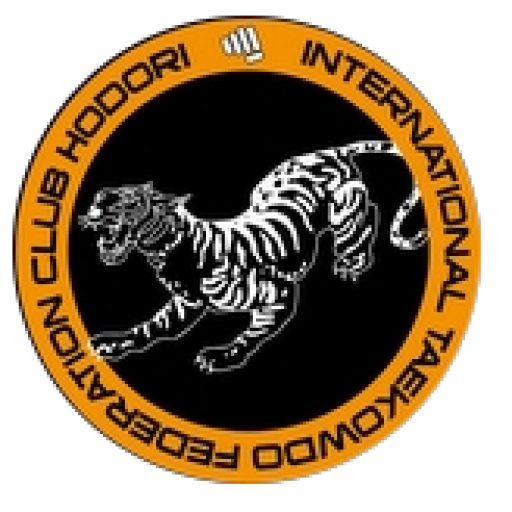 INTERNATIONAL TAEKOWDO FEDERATION CLUB HODORI